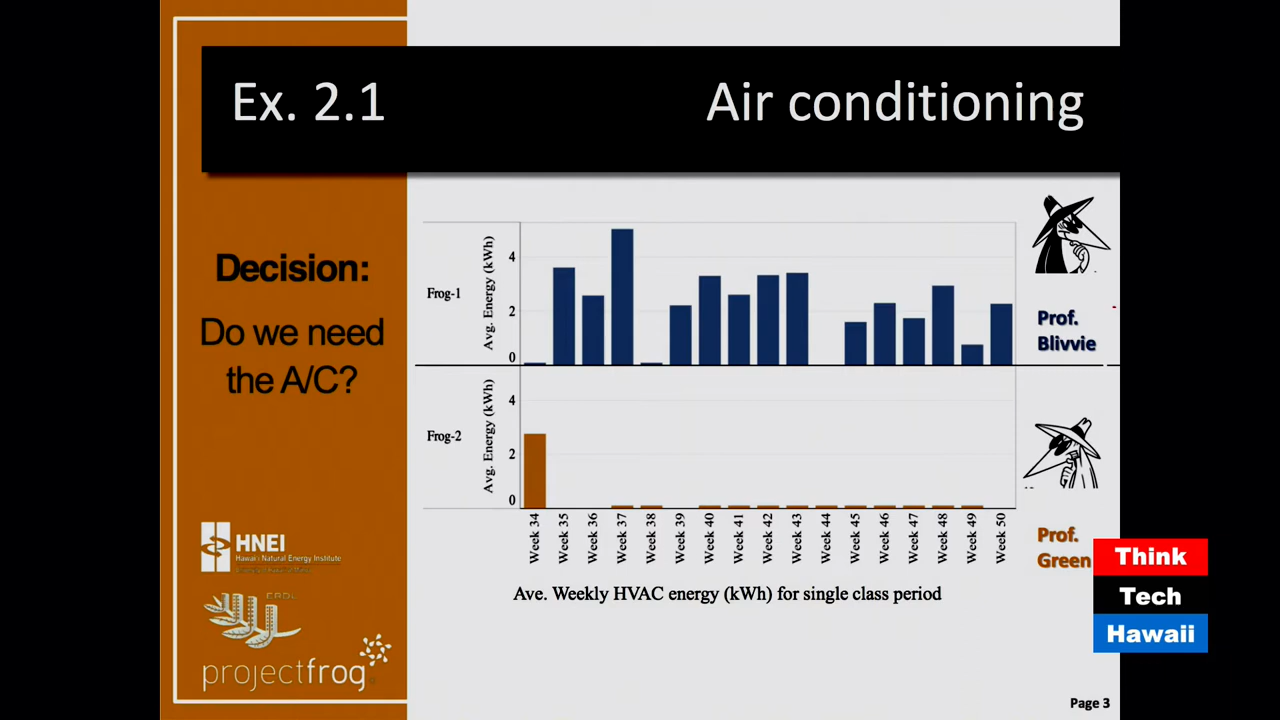 Ex. 2.1
Air conditioning
Decision:
Do we need
the A/C?
Frog-1
Avg. Energy (kWh)
4
2
0
Prof.
Blivvie
Frog-2
Avg. Energy (kWh)
4
2
0
Prof.
Green
Week 34
Week 35
Week 36
Week 37
Week 38
Week 39
Week 40
Week 41
Week 42
Week 43
Week 44
Week 45
Week 46
Week 47
Week 48
Week 49
Week 50
Ave. Weekly HVAC energy (kWh) for single class period
HNEI
Hawai'i Natural Energy Institute
ERDL
projectfrog
Think
Tech
Hawaii
Page 3